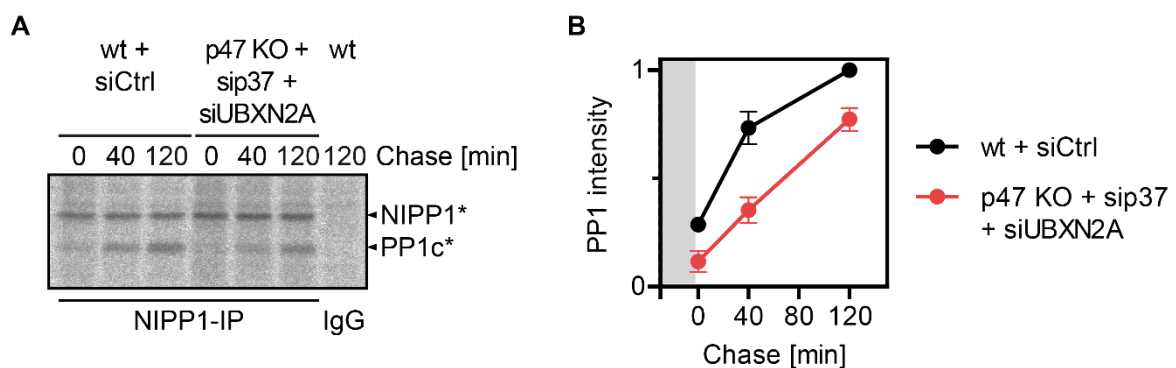 A
wt +
siCtrl
p47 KO +
sip37 +
siUBXN2A
wt
0 40 120 0 40 120 120 Chase [min]
NIPP1*
PP1c*
NIPP1-IP IgG
B
1
PP1 intensity
0
0 40 80 120
Chase [min]
wt + siCtrl
p47 KO + sip37
+ siUBXN2A